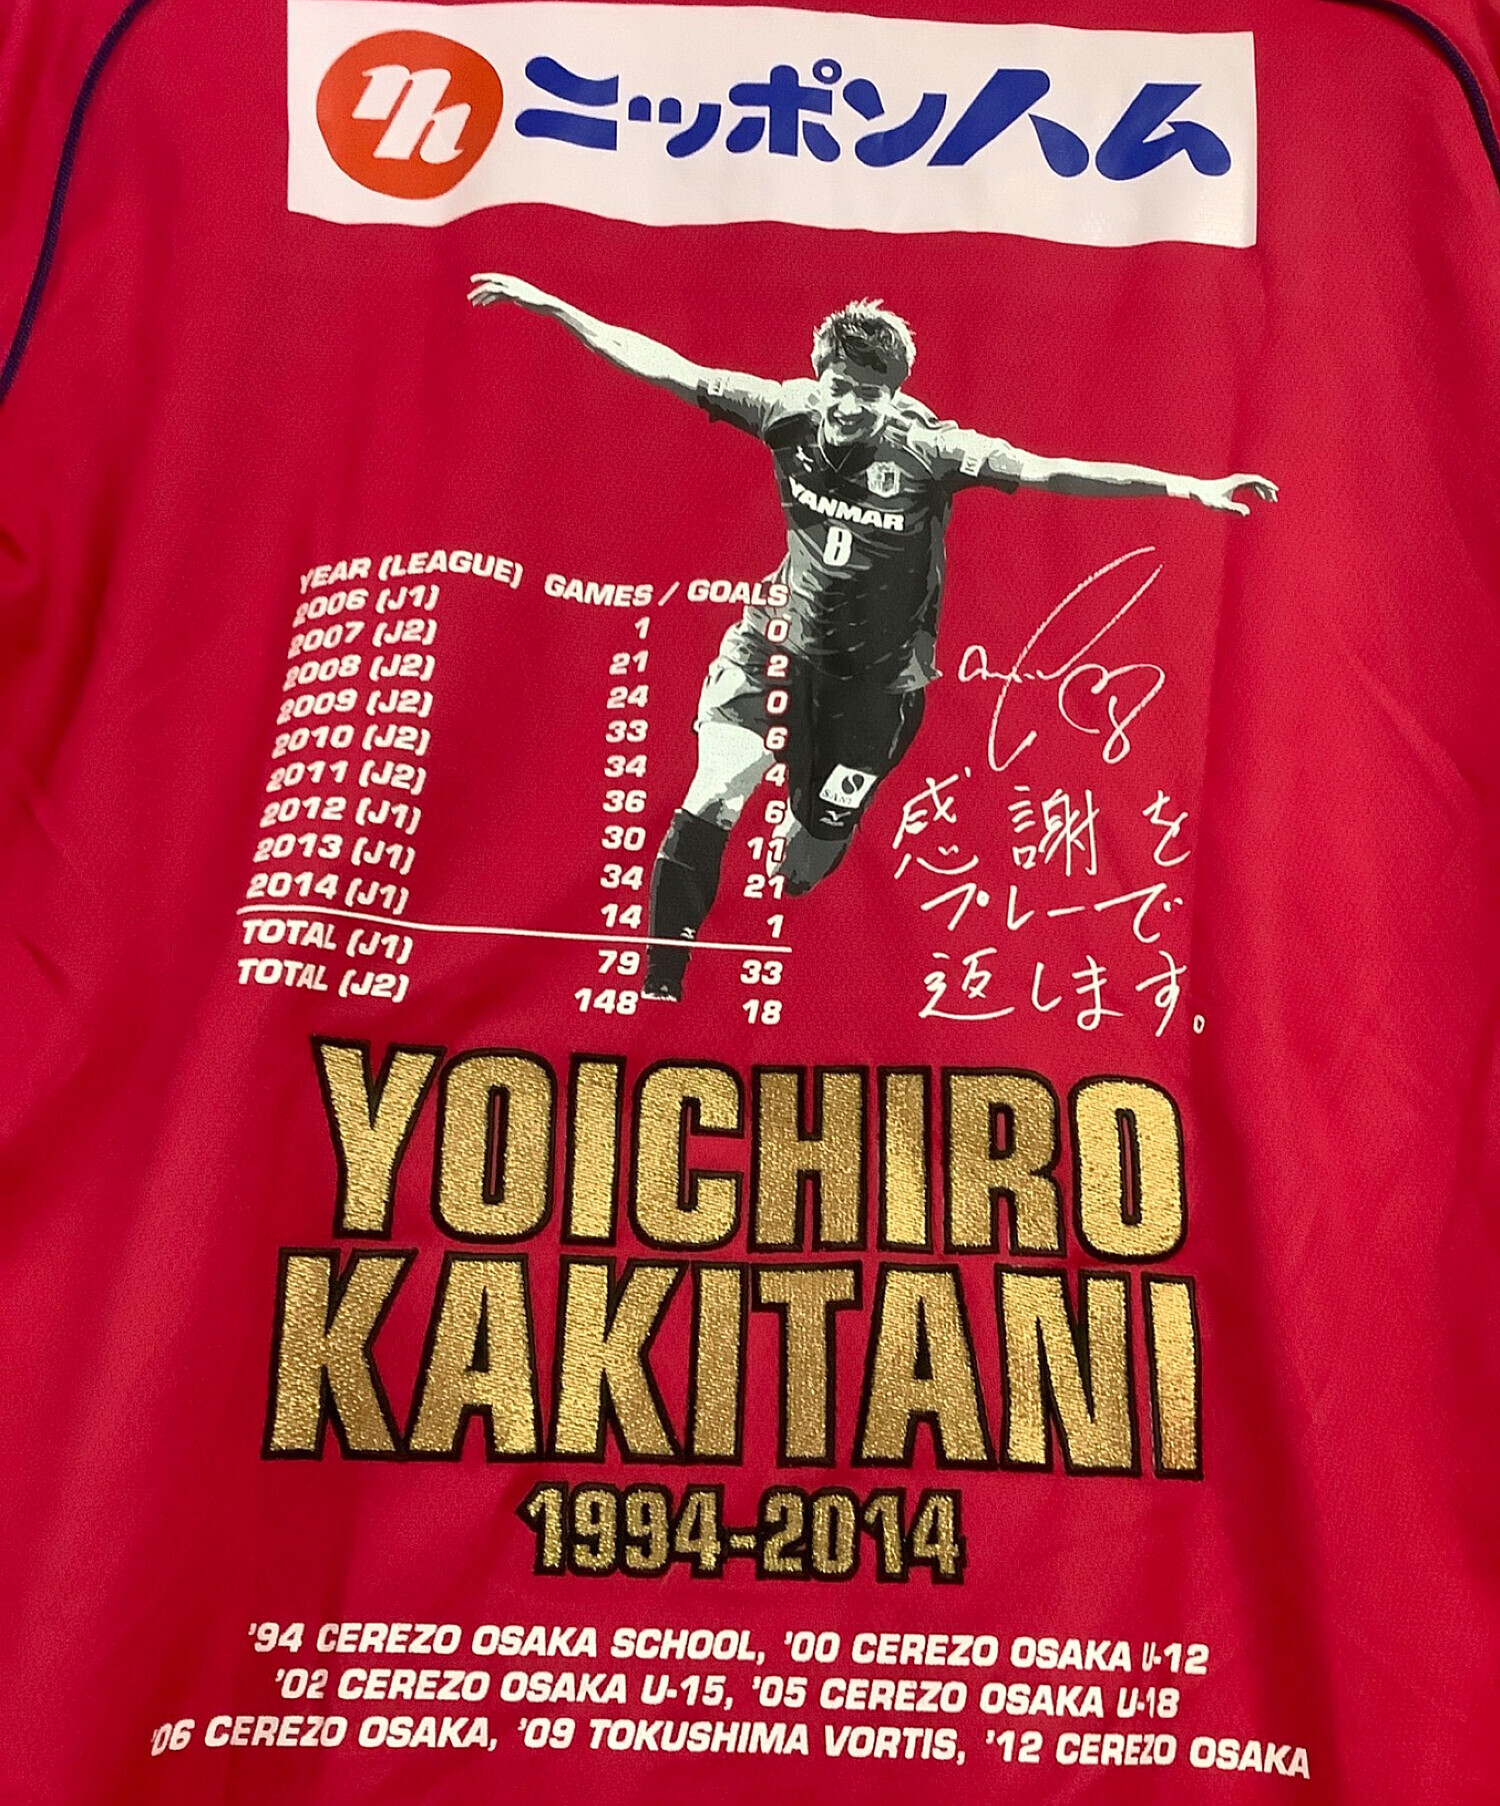 nh ニッポンハム
YANMAR
8
YEAR (LEAGUE) GAMES / GOALS
2006 (J1) 1 0
2007 (J2) 21 2
2008 (J2) 24 0
2009 (J2) 33 6
2010 (J2) 34 4
2011 (J2) 36 6
2012 (J1) 30 11
2013 (J1) 34 21
2014 (J1) 14 1
TOTAL (J1) 79 33
TOTAL (J2) 148 18
8
感謝を
プレーで
返します。
YOICHIRO
KAKITANI
1994-2014
'94 CEREZO OSAKA SCHOOL, '00 CEREZO OSAKA U-12
'02 CEREZO OSAKA U-15, '05 CEREZO OSAKA U-18
'06 CEREZO OSAKA, '09 TOKUSHIMA VORTIS, '12 CEREZO OSAKA